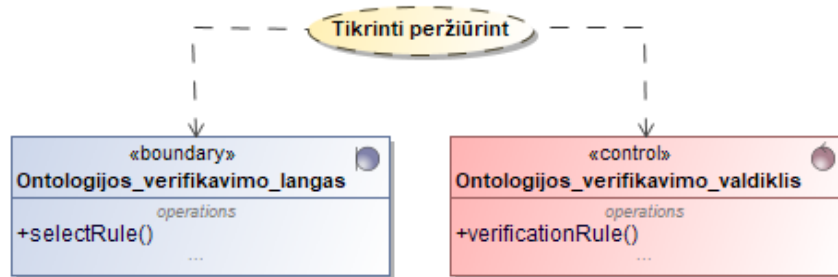 Tikrinti peržiūrint
«boundary»
Ontologijos_verifikavimo_langas
operations
+selectRule()
...
«control»
Ontologijos_verifikavimo_valdiklis
operations
+verificationRule()
...